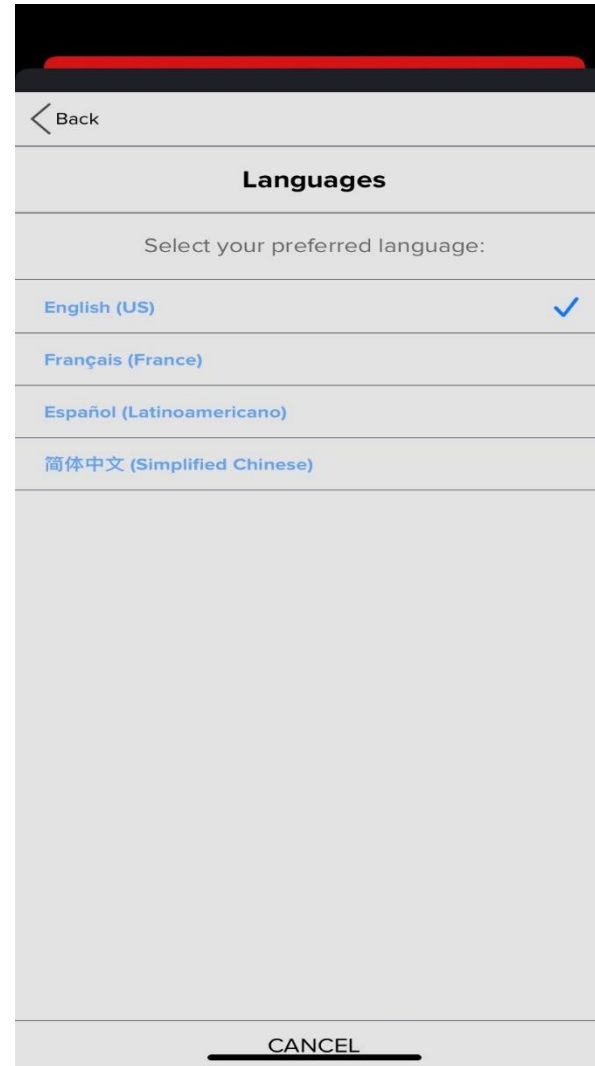 Back
Languages
Select your preferred language:
English (US)
Français (France)
Español (Latinoamericano)
简体中文 (Simplified Chinese)
CANCEL